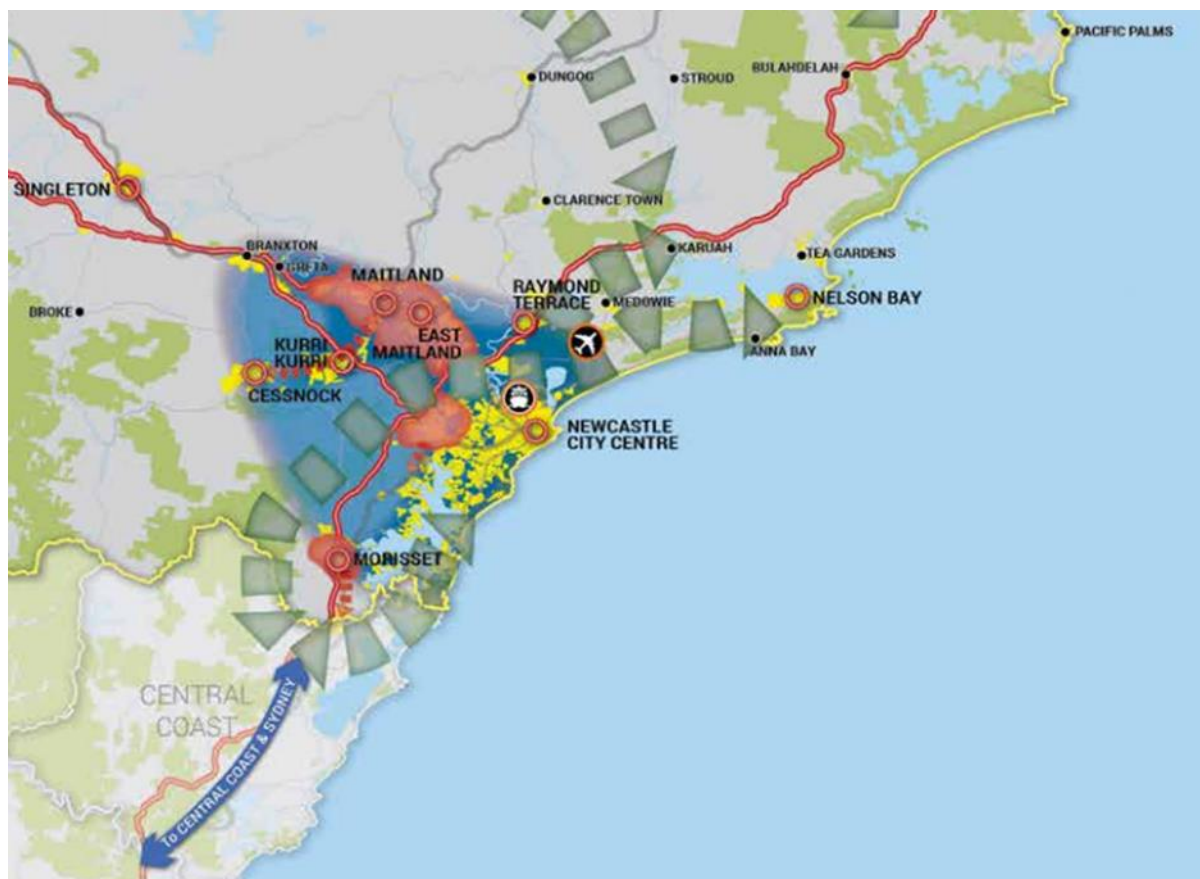 PACIFIC PALMS
BULAHDELAH
DUNGOG
STROUD
SINGLETON
CLARENCE TOWN
BRANXTON
GRETA
KARUAH
TEA GARDENS
MAITLAND
RAYMOND
TERRACE
MEDOWIE
NELSON BAY
BROKE
EAST
MAITLAND
KURRI
KURRI
ANNA BAY
CESSNOCK
NEWCASTLE
CITY CENTRE
MORISSET
CENTRAL
COAST
To CENTRAL COAST & SYDNEY